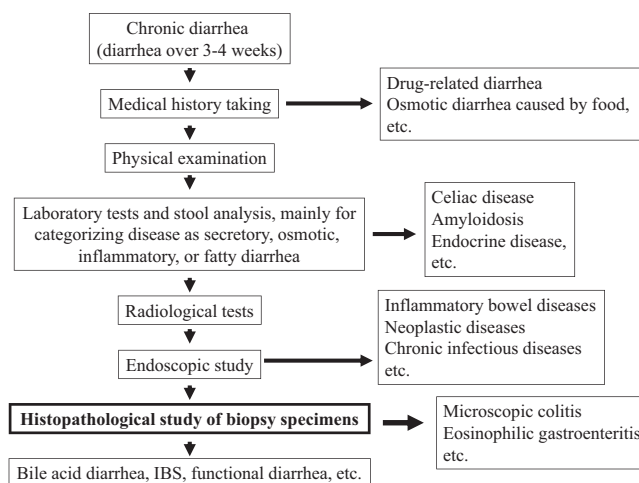 Chronic diarrhea
(diarrhea over 3-4 weeks)
Medical history taking
Drug-related diarrhea
Osmotic diarrhea caused by food,
etc.
Physical examination
Laboratory tests and stool analysis, mainly for
categorizing disease as secretory, osmotic,
inflammatory, or fatty diarrhea
Celiac disease
Amyloidosis
Endocrine disease,
etc.
Radiological tests
Endoscopic study
Inflammatory bowel diseases
Neoplastic diseases
Chronic infectious diseases
etc.
Histopathological study of biopsy specimens
Microscopic colitis
Eosinophilic gastroenteritis
etc.
Bile acid diarrhea, IBS, functional diarrhea, etc.